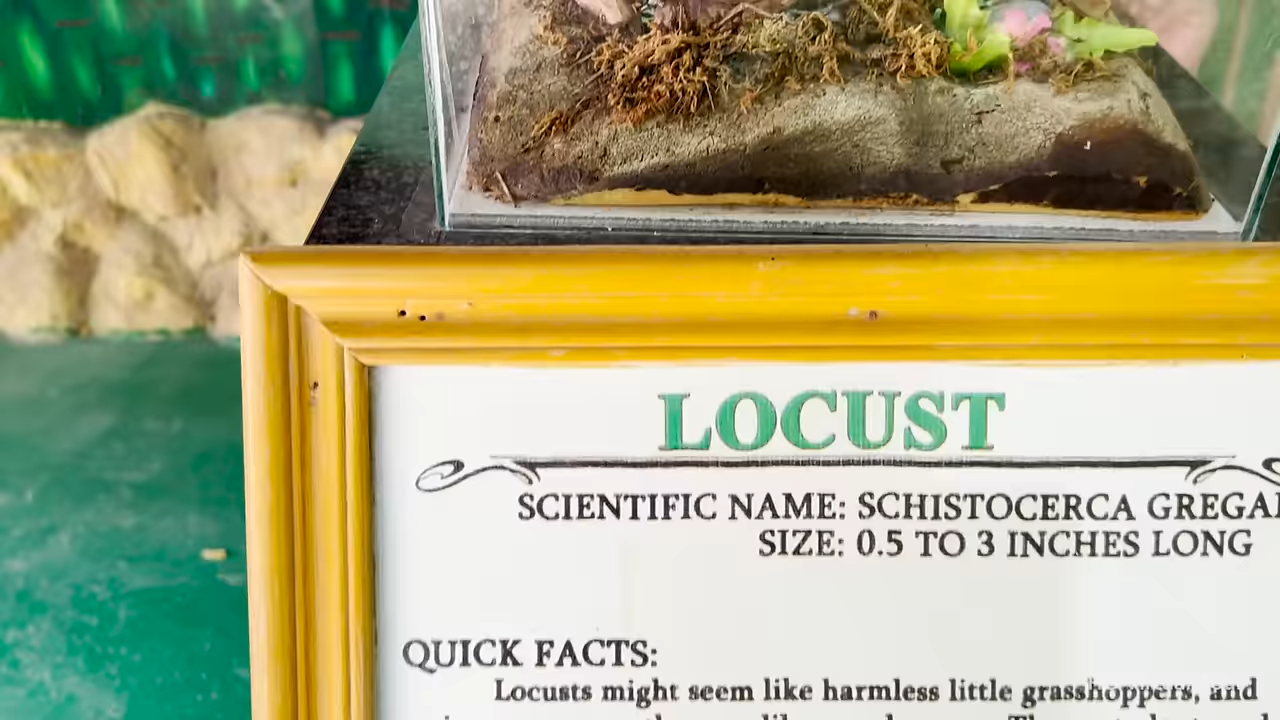 LOCUST
SCIENTIFIC NAME: SCHISTOCERCA
SIZE: 0.5 TO 3 INCHES LONG
QUICK FACTS:
Locusts might seem like harmless little grasshoppers, and